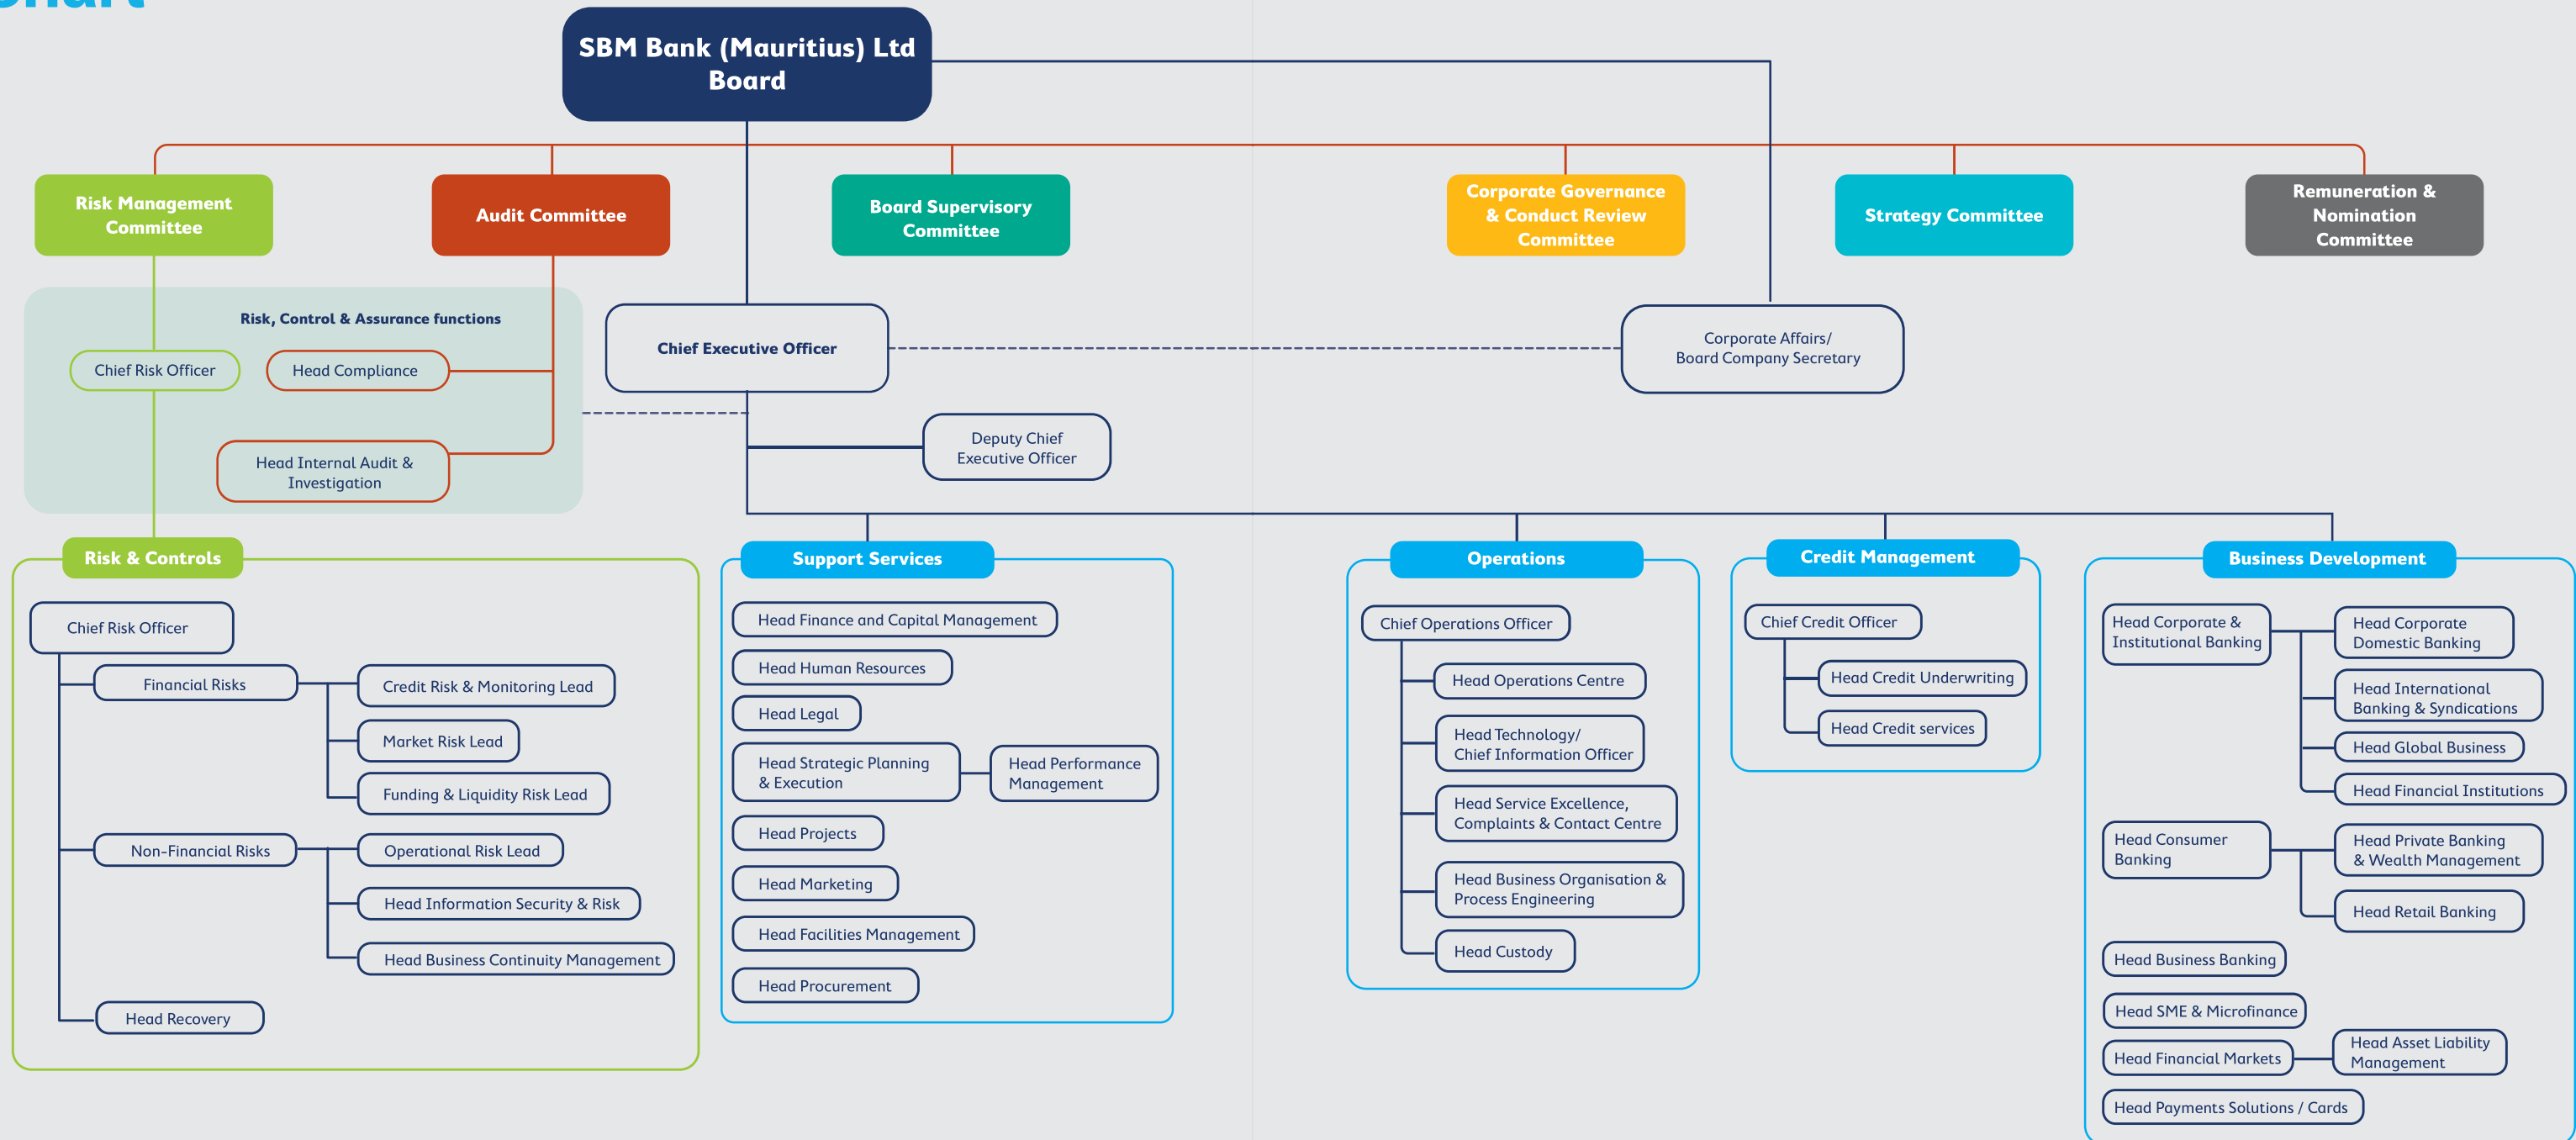 SBM Bank (Mauritius) Ltd
Board
Risk Management
Committee
Audit Committee
Board Supervisory
Committee
Corporate Governance
& Conduct Review
Committee
Strategy Committee
Remuneration &
Nomination
Committee
Risk, Control & Assurance functions
Chief Risk Officer
Head Compliance
Head Internal Audit &
Investigation
Chief Executive Officer
Corporate Affairs/
Board Company Secretary
Deputy Chief
Executive Officer
Risk & Controls
Chief Risk Officer
Financial Risks
Credit Risk & Monitoring Lead
Market Risk Lead
Funding & Liquidity Risk Lead
Non-Financial Risks
Operational Risk Lead
Head Information Security & Risk
Head Business Continuity Management
Head Recovery
Support Services
Head Finance and Capital Management
Head Human Resources
Head Legal
Head Strategic Planning
& Execution
Head Performance
Management
Head Projects
Head Marketing
Head Facilities Management
Head Procurement
Operations
Chief Operations Officer
Head Operations Centre
Head Technology/
Chief Information Officer
Head Service Excellence,
Complaints & Contact Centre
Head Business Organisation &
Process Engineering
Head Custody
Credit Management
Chief Credit Officer
Head Credit Underwriting
Head Credit services
Business Development
Head Corporate &
Institutional Banking
Head Corporate
Domestic Banking
Head International
Banking & Syndications
Head Global Business
Head Financial Institutions
Head Consumer
Banking
Head Private Banking
& Wealth Management
Head Retail Banking
Head Business Banking
Head SME & Microfinance
Head Financial Markets
Head Asset Liability
Management
Head Payments Solutions / Cards